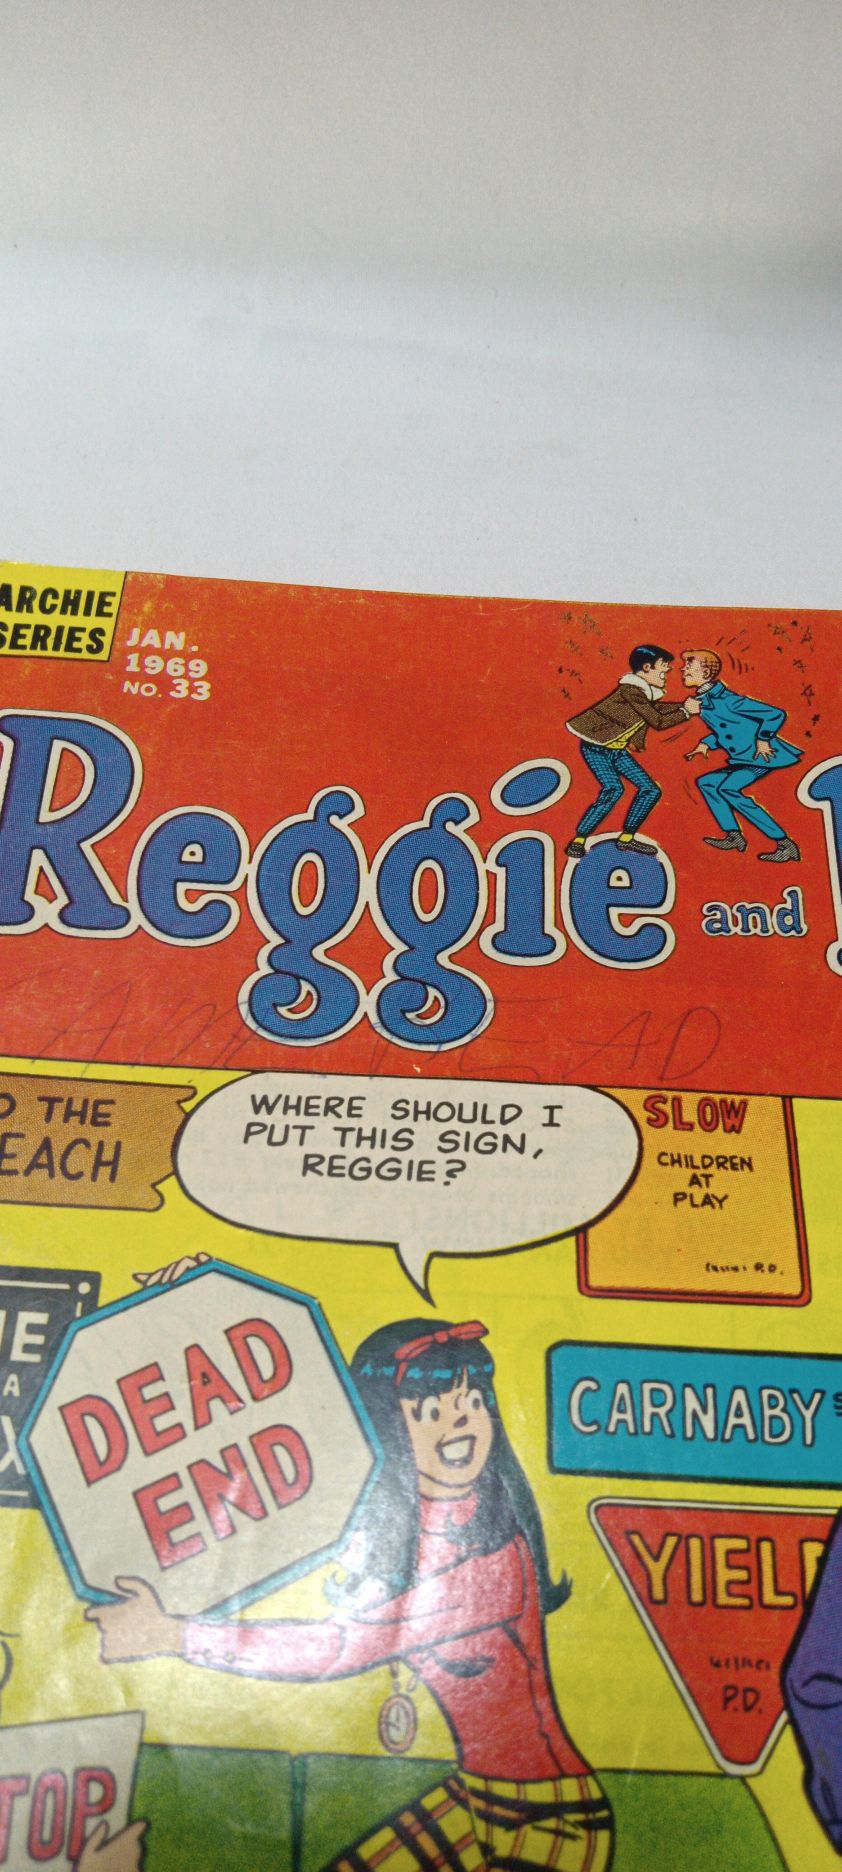 ARCHIE
SERIES
JAN.
1969
NO. 33
Reggie and
THE
WHERE SHOULD I
PUT THIS SIGN,
REGGIE?
SLOW
CHILDREN
AT
PLAY
P.D.
DEAD
END
A
CARNABY
YIEL
P.D.
TOP